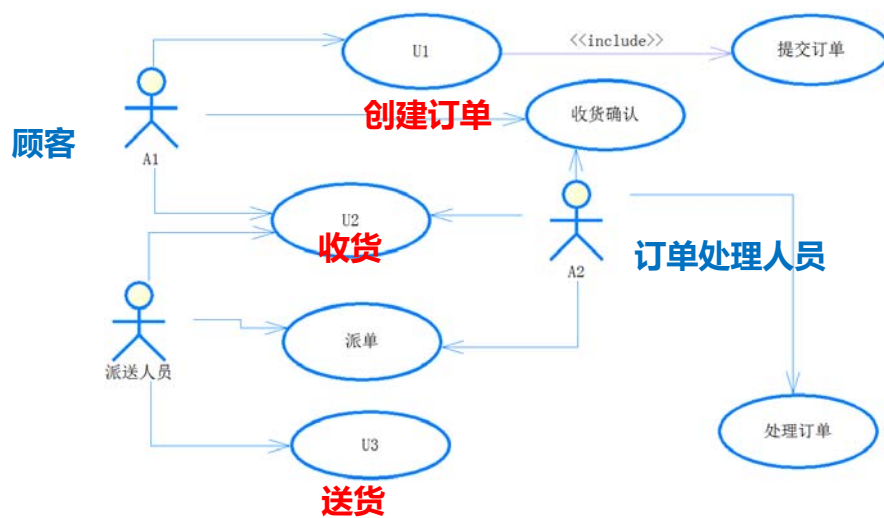 U1
<<include>>
提交订单
创建订单
收货确认
顾客
A1
U2
收货
A2
订单处理人员
派送人员
派单
U3
处理订单
送货